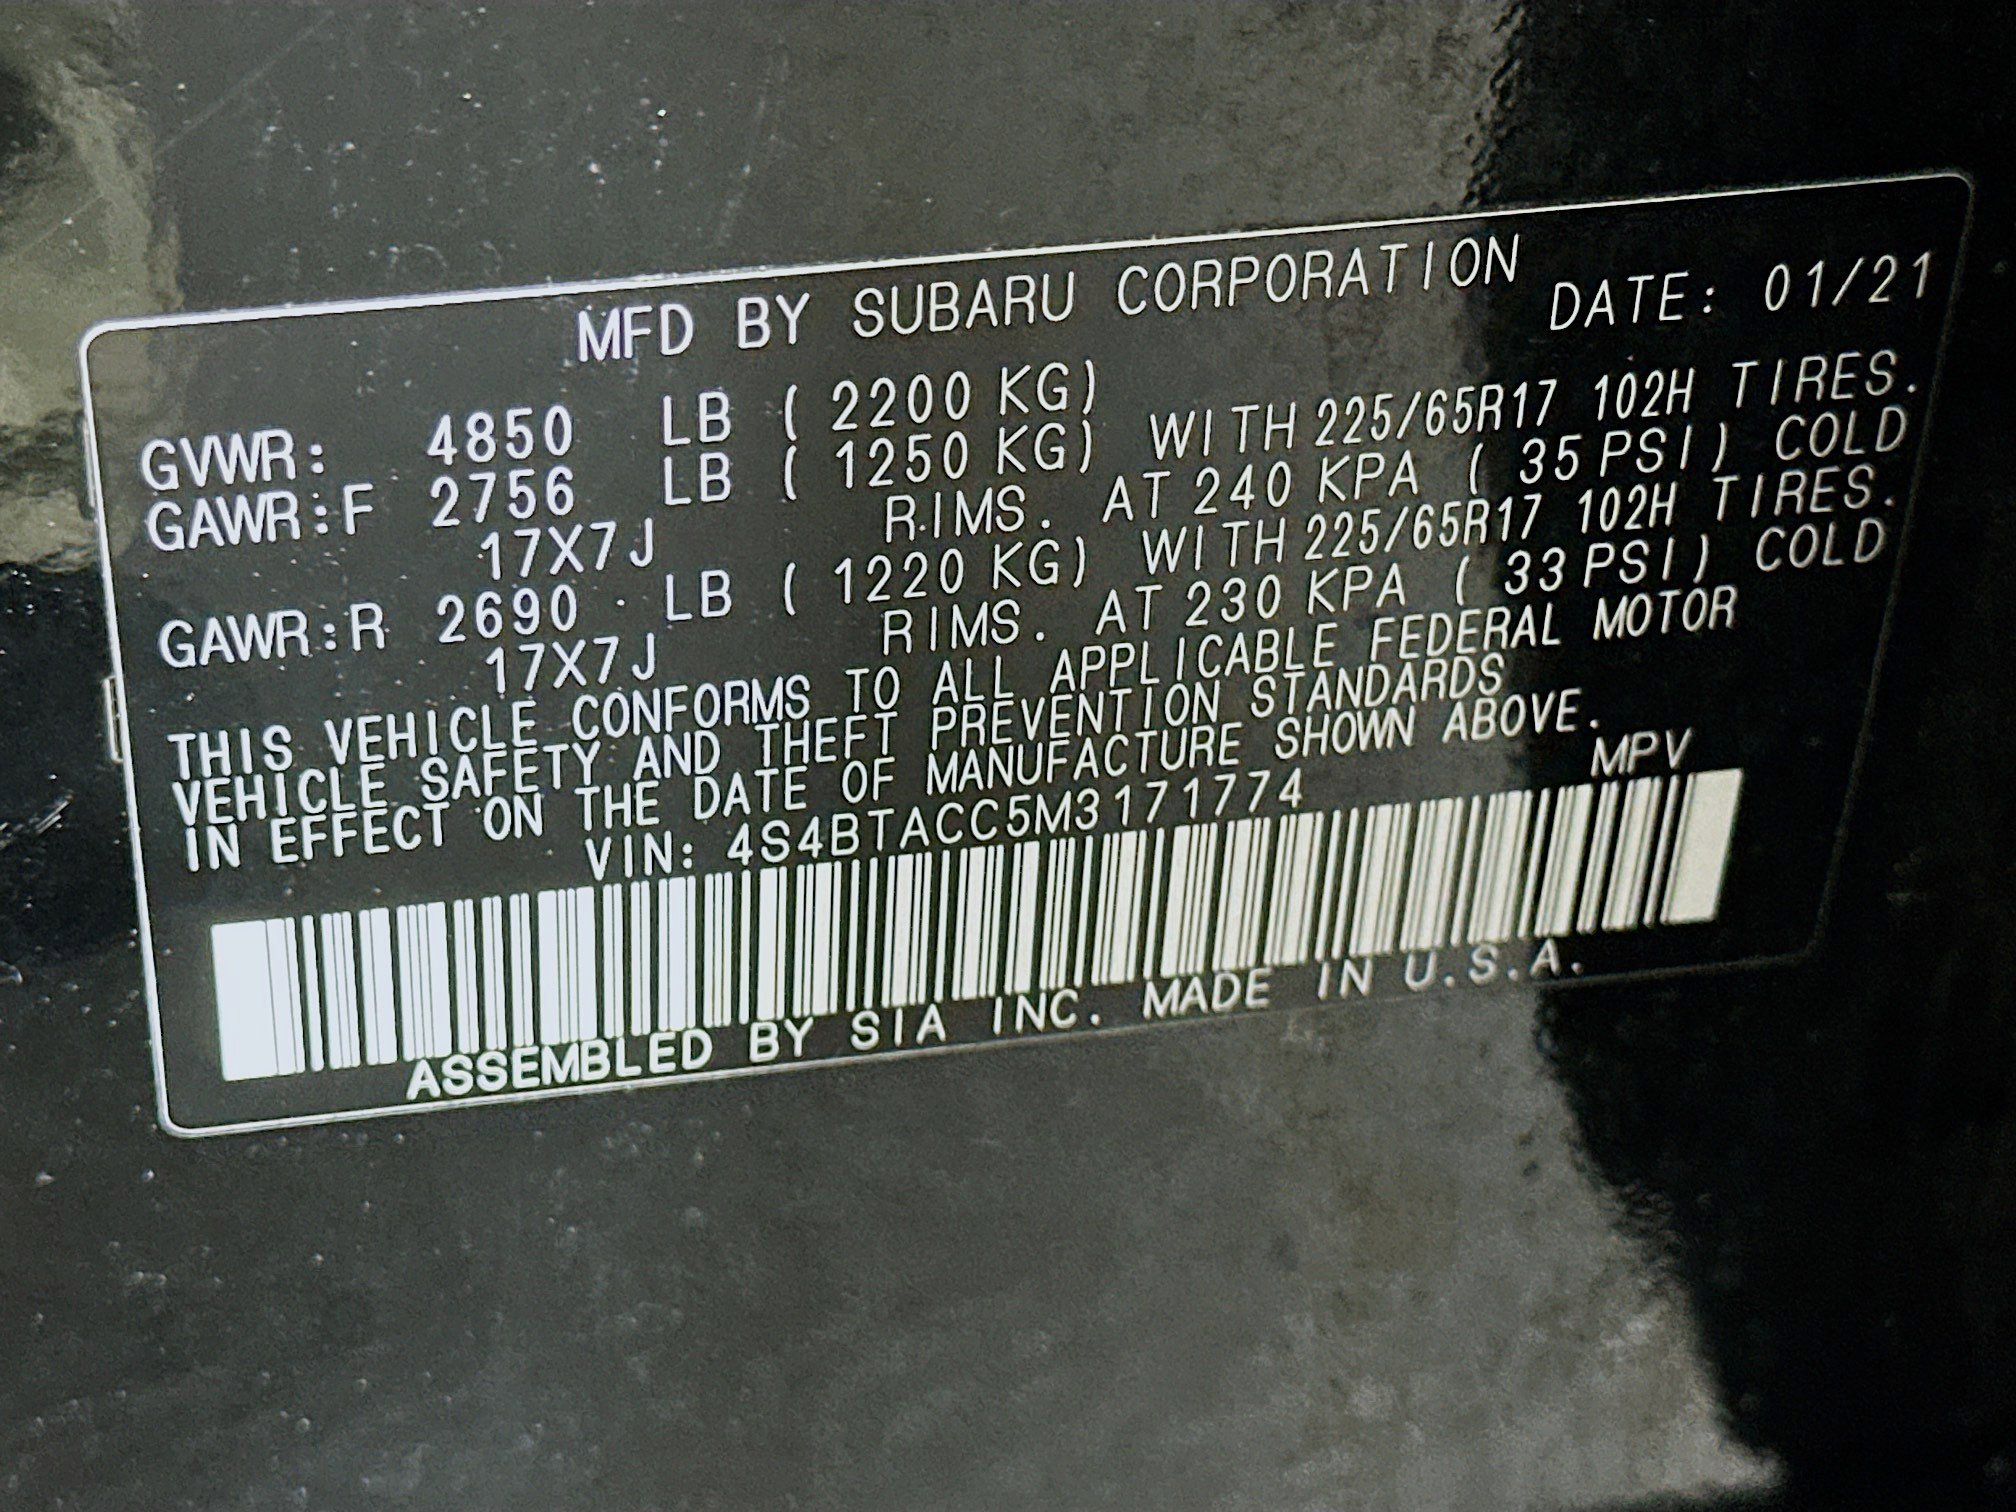 MFD BY SUBARU CORPORATION
DATE: 01/21
GVWR: 4850 LB ( 2200 KG)
GAWR:F 2756 LB ( 1250 KG) WITH 225/65R17 102H TIRES.
17X7J RIMS. AT 240 KPA ( 35 PSI) COLD
GAWR:R 2690 LB ( 1220 KG) WITH 225/65R17 102H TIRES.
17X7J RIMS. AT 230 KPA ( 33 PSI) COLD
THIS VEHICLE CONFORMS TO ALL APPLICABLE FEDERAL MOTOR
VEHICLE SAFETY AND THEFT PREVENTION STANDARDS
IN EFFECT ON THE DATE OF MANUFACTURE SHOWN ABOVE.
VIN: 4S4BTACC5M3171774 MPV
ASSEMBLED BY SIA INC. MADE IN U.S.A.